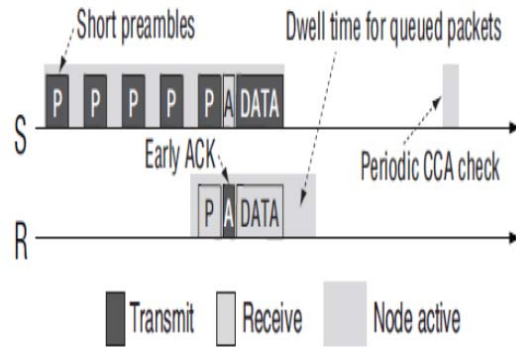 Short preambles
Dwell time for queued packets
P P P P P A DATA
S
Early ACK
Periodic CCA check
P A DATA
R
Transmit Receive Node active